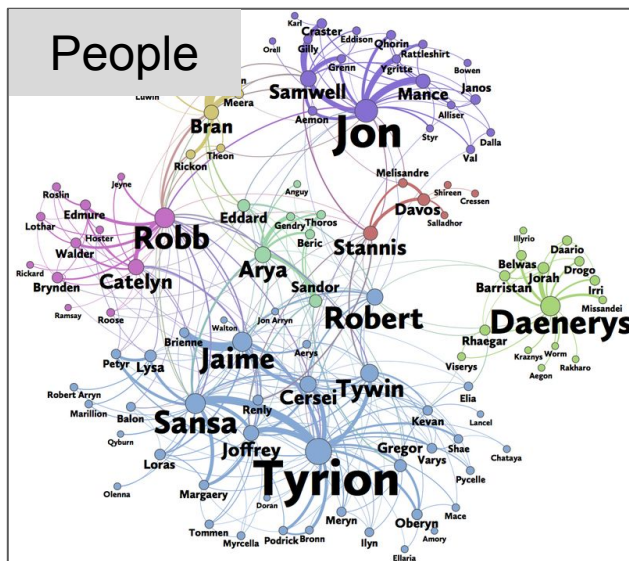 People
Karl
Craster
Eddison
Qhorin
Rattleshirt
Orell
Gilly
Grenn
Ygritte
Bowen
Samwell
Mance
Janos
Luwin
Meera
Aemon
Alliser
Bran
Jon
Styr
Dalla
Val
Rickon
Theon
Melisandre
Shireen
Cressen
Jeyne
Roslin
Anguy
Davos
Salladhor
Edmure
Eddard
Gendry
Thoros
Lothar
Hoster
Robb
Beric
Stannis
Illyrio
Daario
Walder
Arya
Belwas
Drogo
Rickard
Catelyn
Jorah
Brynden
Sandor
Barristan
Irri
Missandei
Ramsay
Roose
Walton
Jon Arryn
Robert
Daenerys
Brienne
Rhaegar
Petyr
Lysa
Jaime
Aerys
Kraznys
Worm
Viserys
Aegon
Rakharo
Robert Arryn
Cersei
Tywin
Elia
Marillion
Balon
Sansa
Renly
Kevan
Lancel
Qyburn
Joffrey
Gregor
Shae
Loras
Varys
Chataya
Olenna
Margaery
Tyrion
Pycelle
Doran
Mace
Tommen
Meryn
Oberyn
Myrcella
Podrick
Bronn
Ilyn
Amory
Ellaria